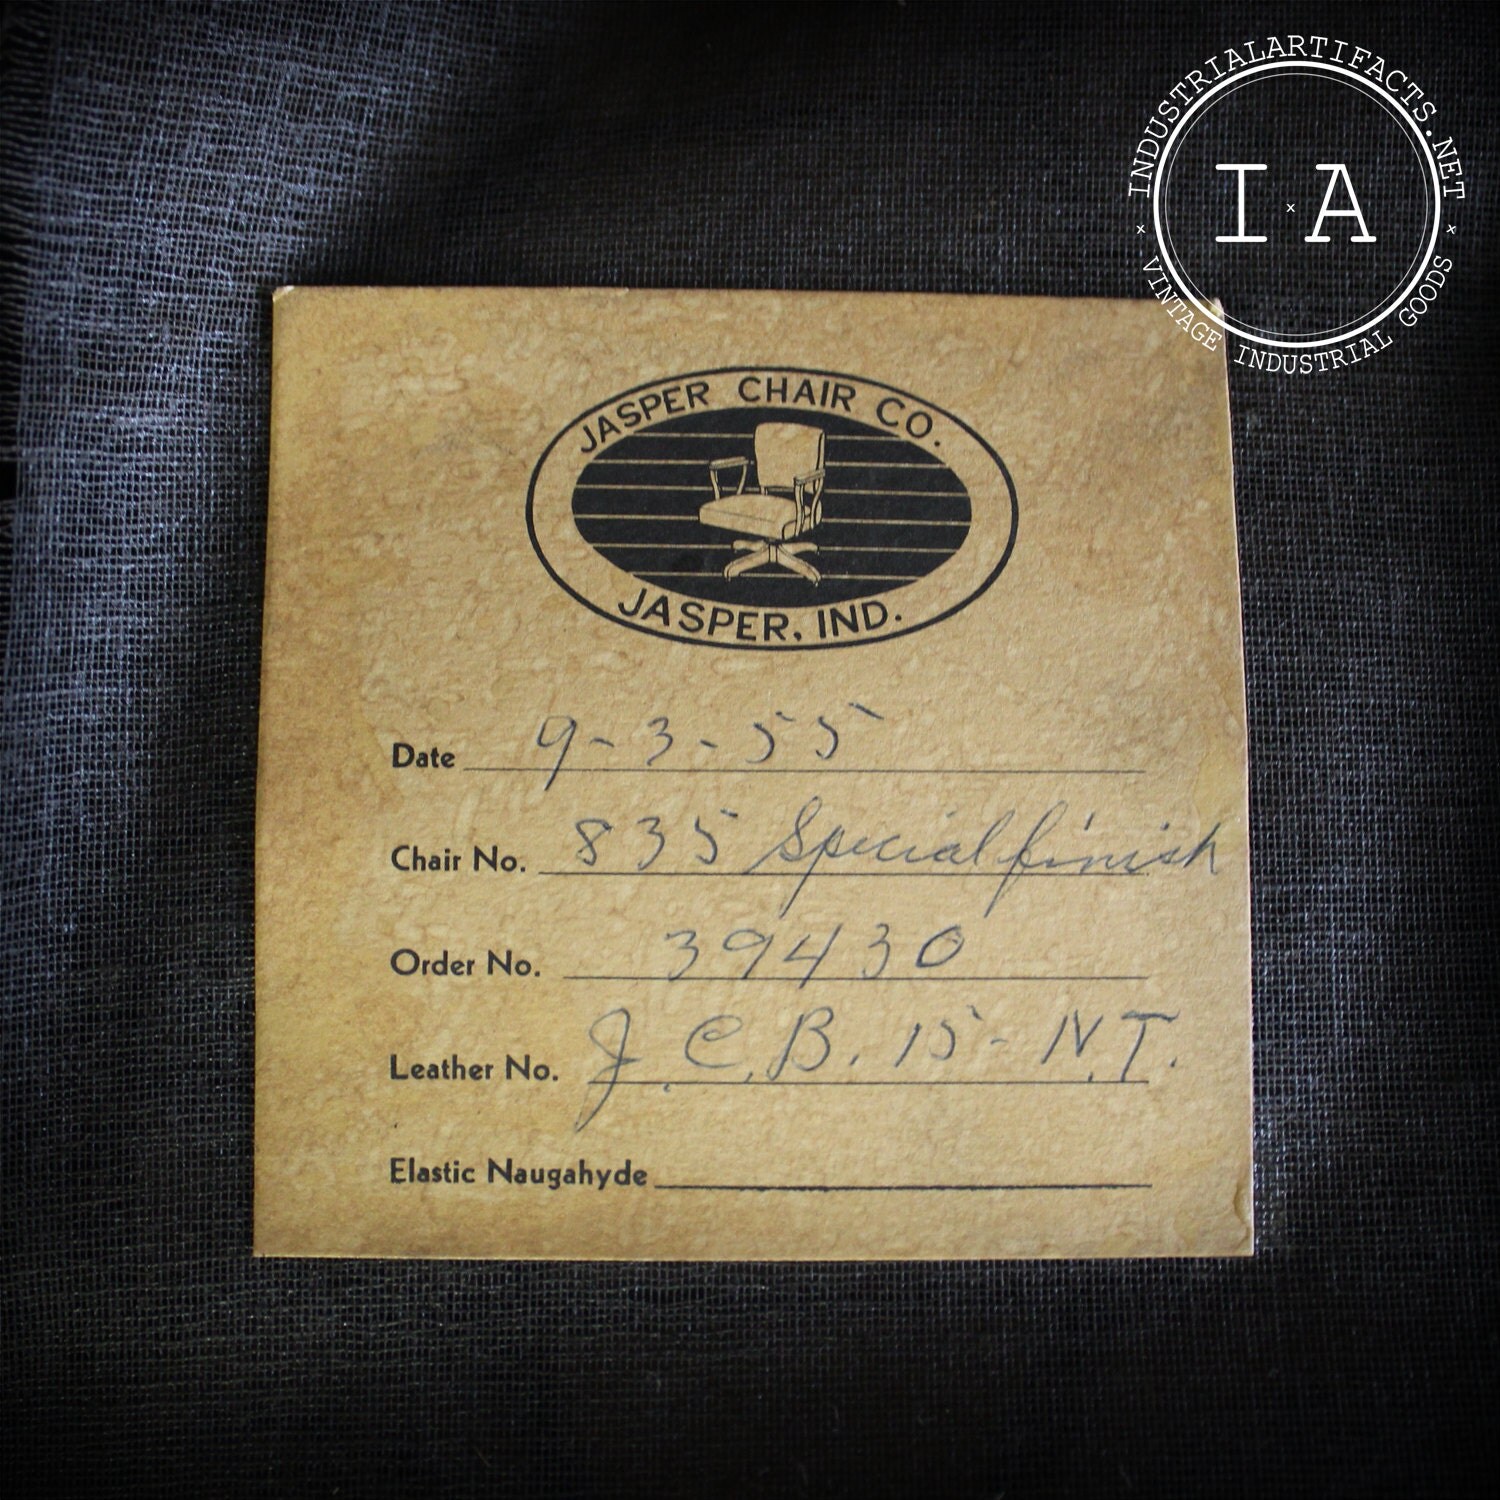 INDUSTRIALARTIFACTS.NET
I x A
x VINTAGE INDUSTRIAL GOODS x
JASPER CHAIR CO.
JASPER, IND.
Date 9-3-55
Chair No. 835 Special finish
Order No. 39430
Leather No. J.C.B. 15-N.T.
Elastic Naugahyde